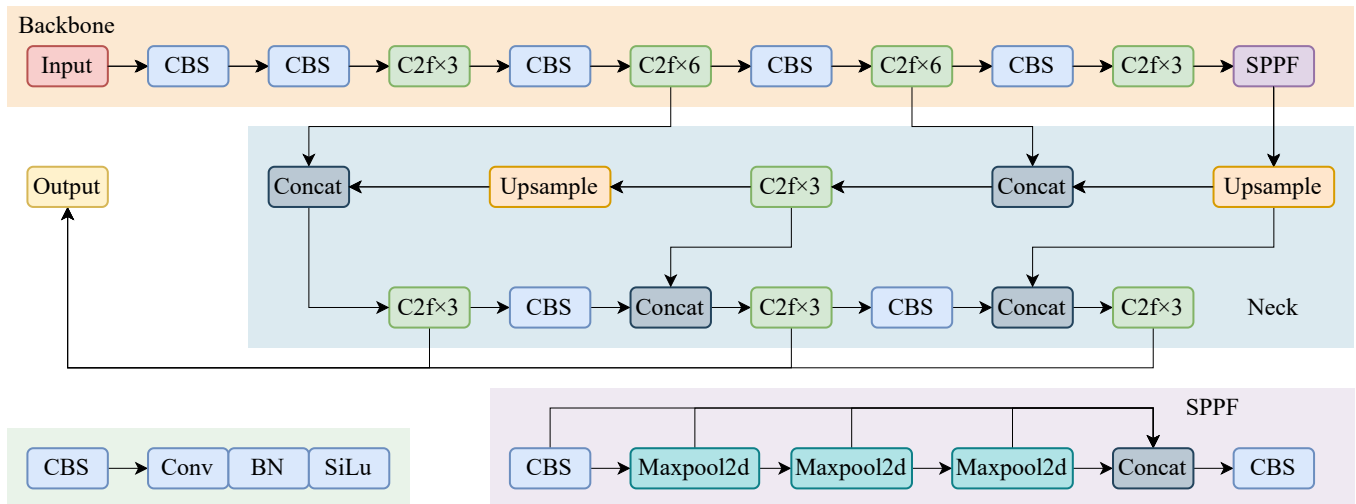 Backbone
Input CBS CBS C2f×3 CBS C2f×6 CBS C2f×6 CBS C2f×3 SPPF
Output Concat Upsample C2f×3 Concat Upsample
C2f×3 CBS Concat C2f×3 CBS Concat C2f×3 Neck
SPPF
CBS Conv BN SiLu CBS Maxpool2d Maxpool2d Maxpool2d Concat CBS